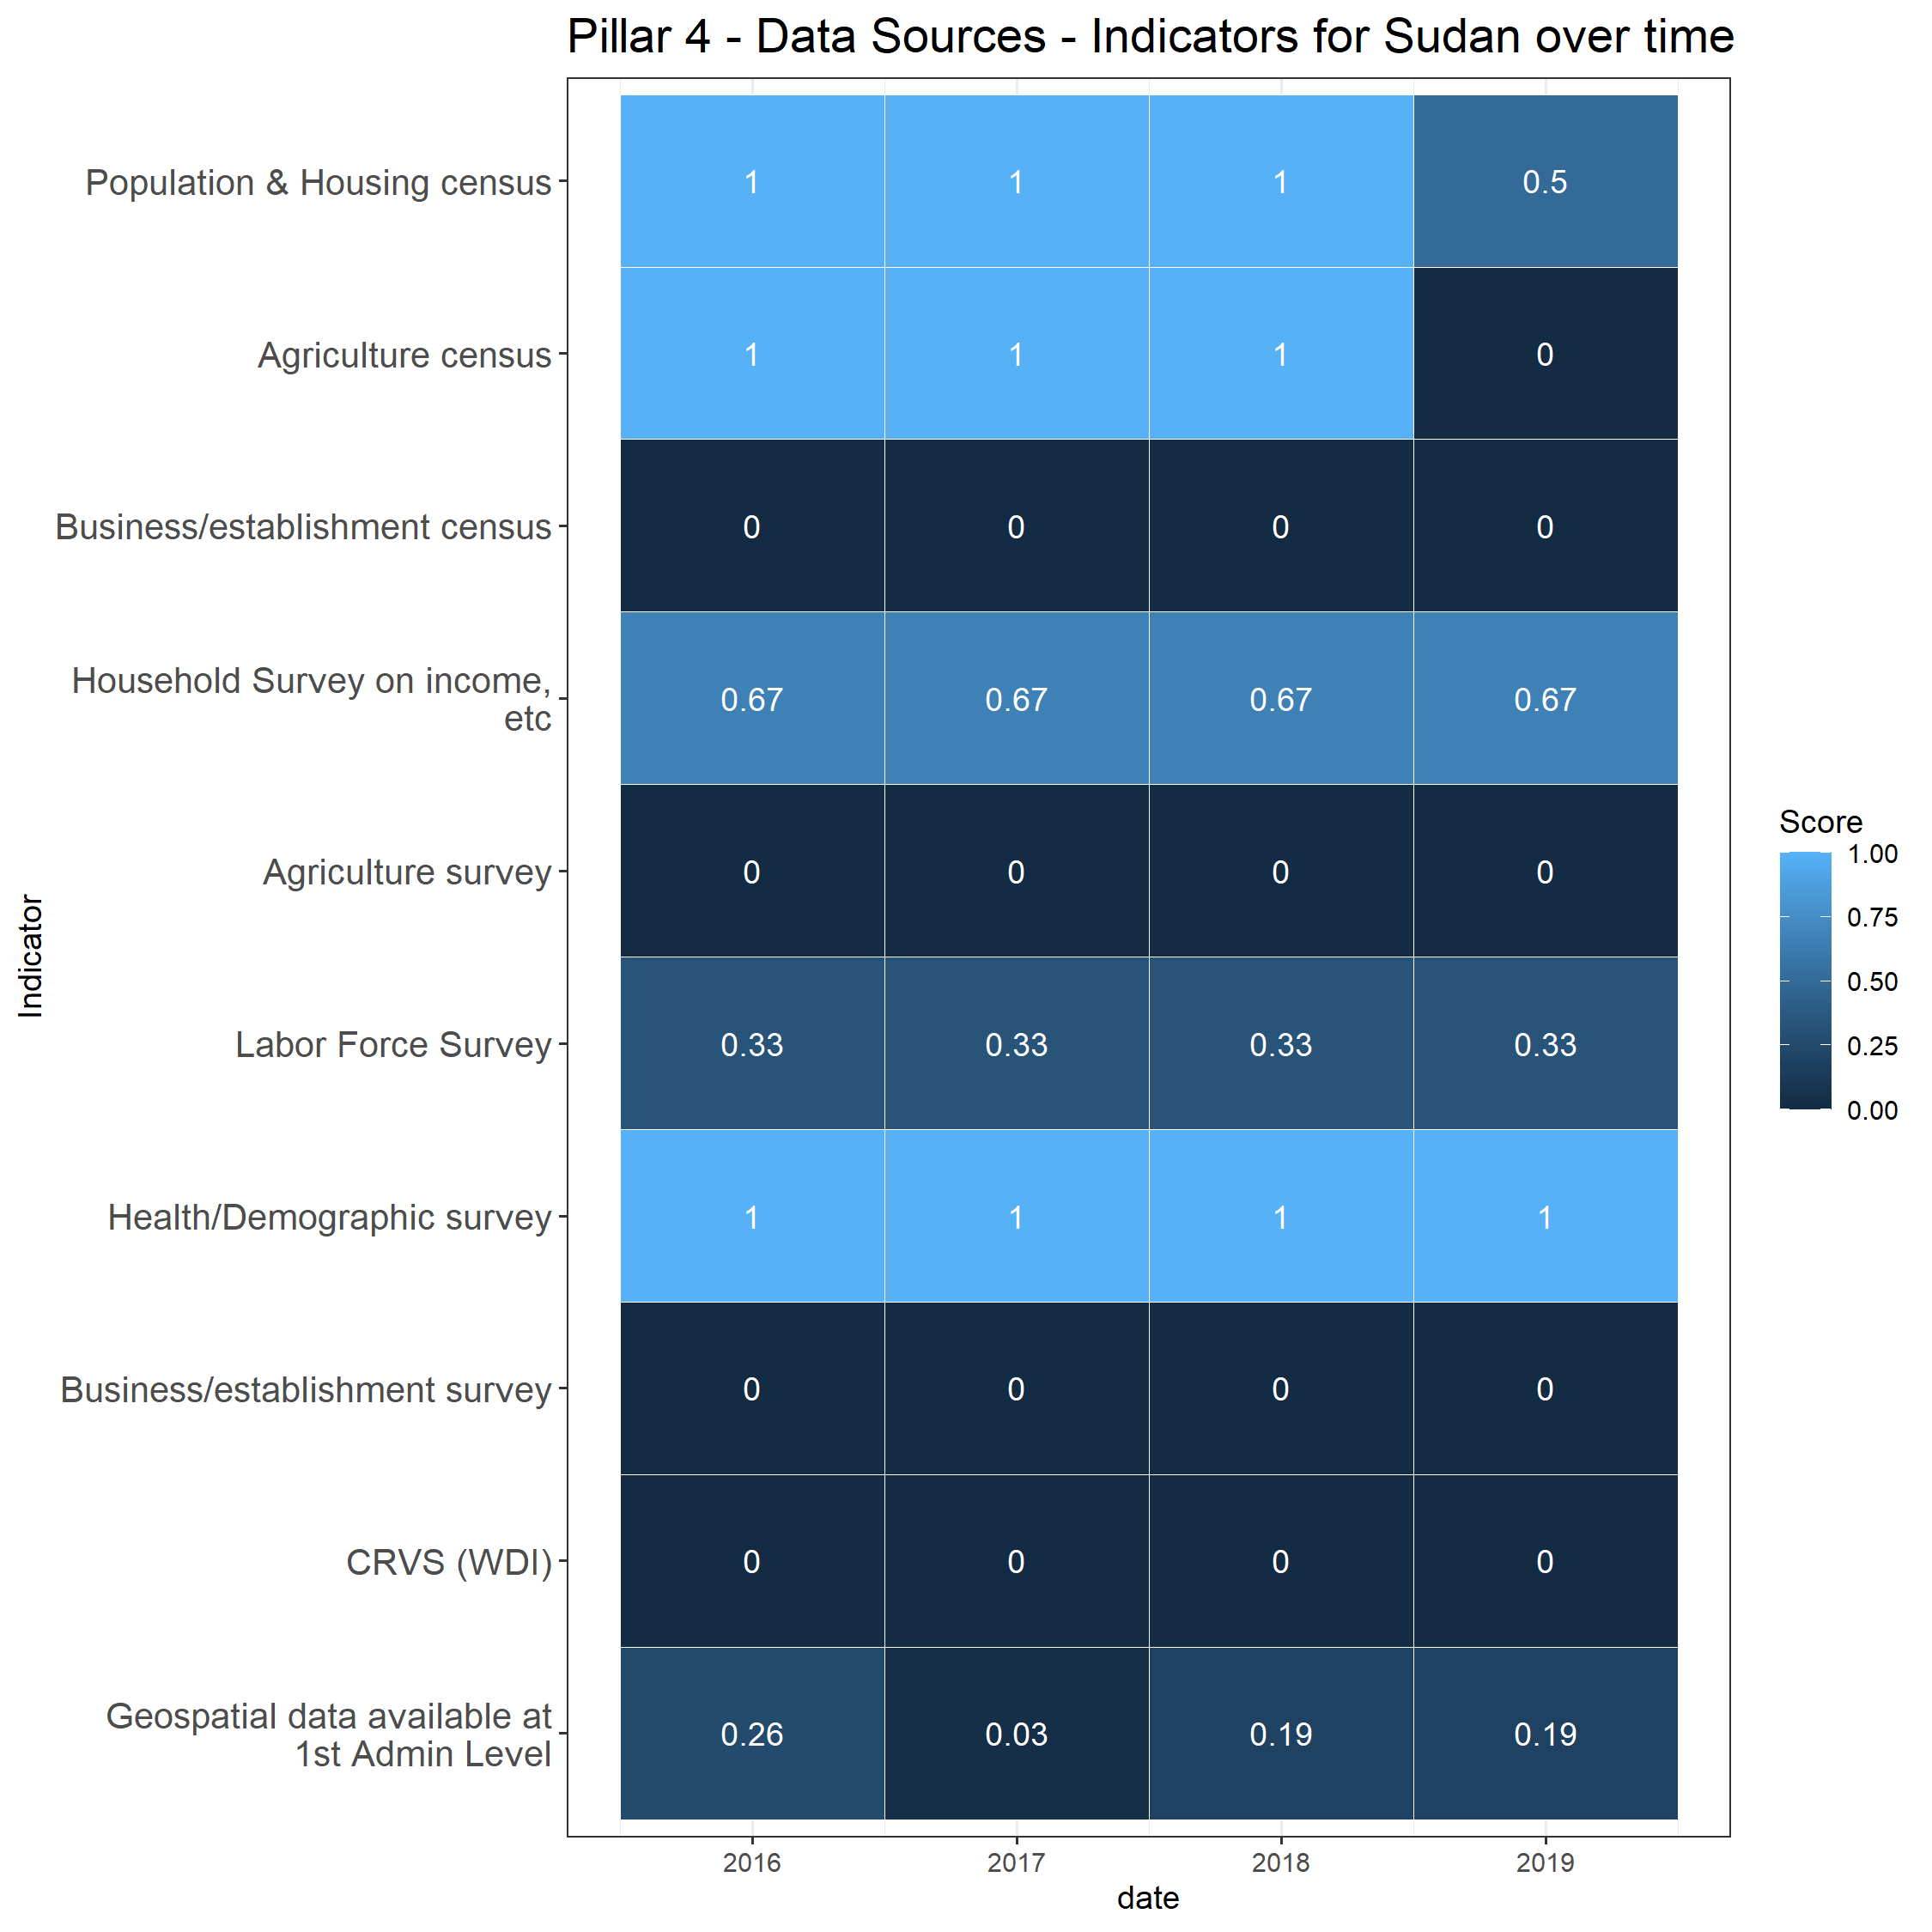 Pillar 4 - Data Sources - Indicators for Sudan over time
Population & Housing census
1 1 1 0.5
Agriculture census
1 1 1 0
Business/establishment census
0 0 0 0
Household Survey on income,
etc
0.67 0.67 0.67 0.67
Agriculture survey
0 0 0 0
Labor Force Survey
0.33 0.33 0.33 0.33
Health/Demographic survey
1 1 1 1
Business/establishment survey
0 0 0 0
CRVS (WDI)
0 0 0 0
Geospatial data available at
1st Admin Level
0.26 0.03 0.19 0.19
2016 2017 2018 2019
date
Indicator
Score
1.00
0.75
0.50
0.25
0.00